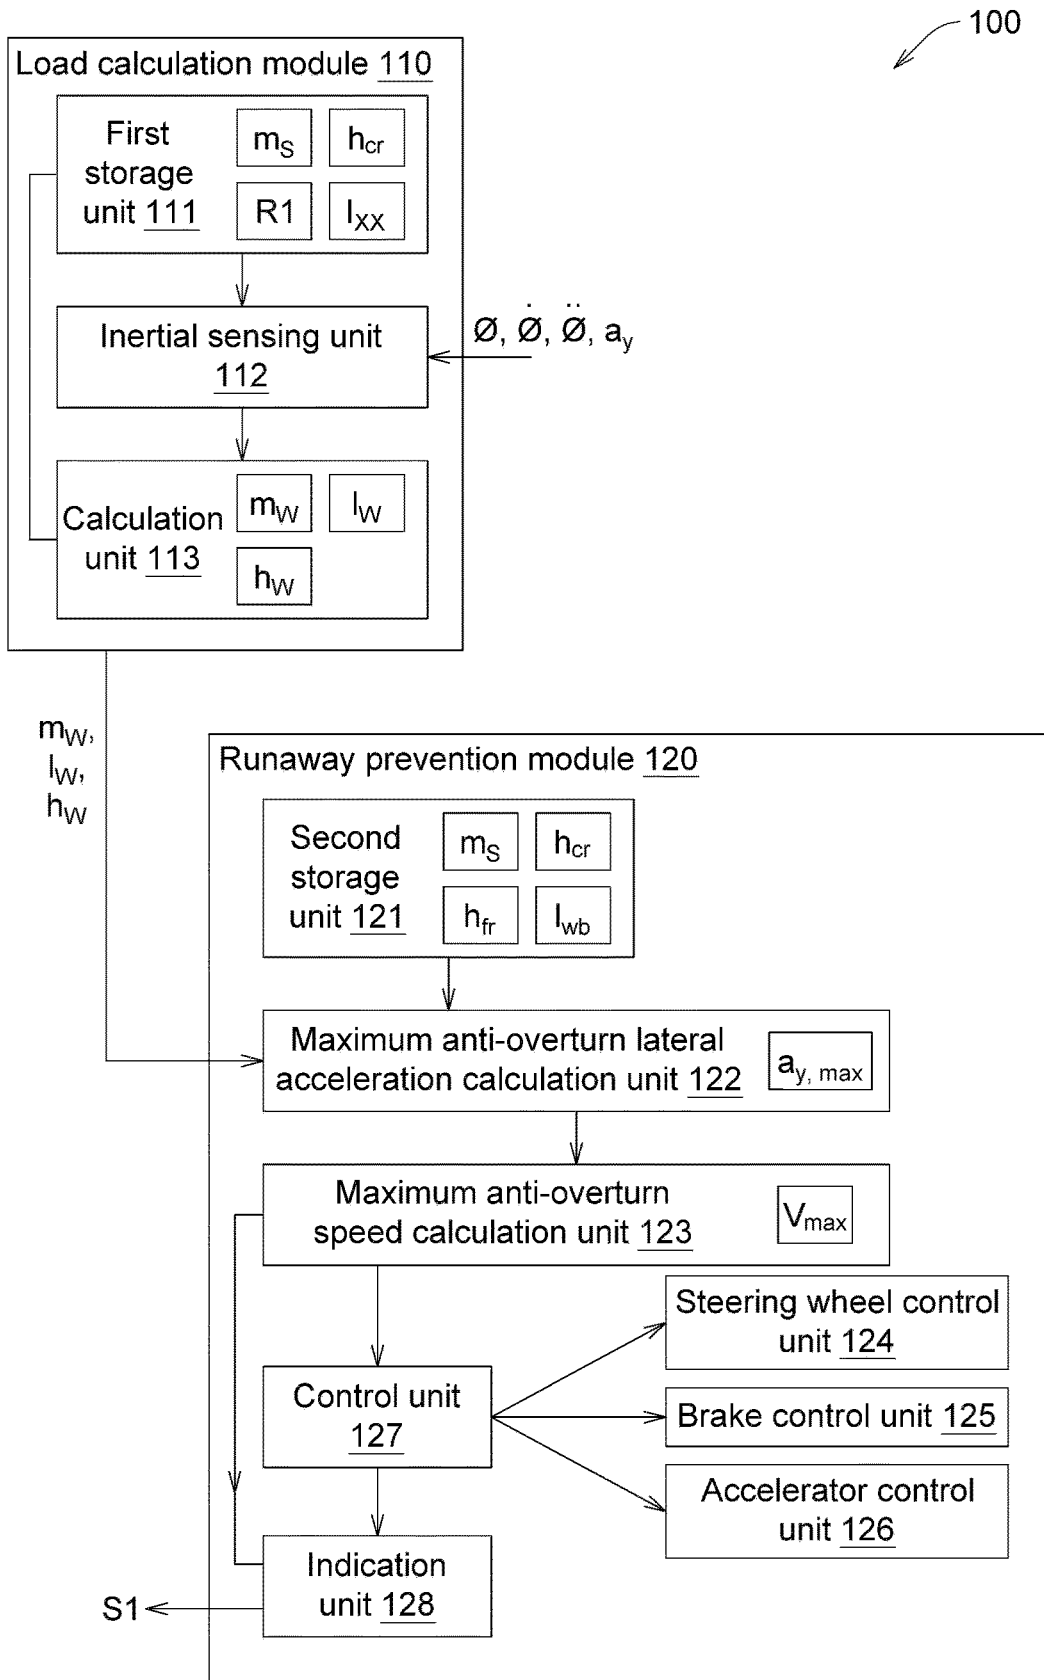 100
Load calculation module 110
First
storage
unit 111
m_S
h_cr
R1
I_XX
Inertial sensing unit
112
Ø, Ø̇, Ø̈, a_y
Calculation
unit 113
m_W
l_W
h_W
m_W,
l_W,
h_W
Runaway prevention module 120
Second
storage
unit 121
m_S
h_cr
h_fr
l_wb
Maximum anti-overturn lateral
acceleration calculation unit 122
a_y, max
Maximum anti-overturn
speed calculation unit 123
V_max
Steering wheel control
unit 124
Control unit
127
Brake control unit 125
Accelerator control
unit 126
Indication
unit 128
S1